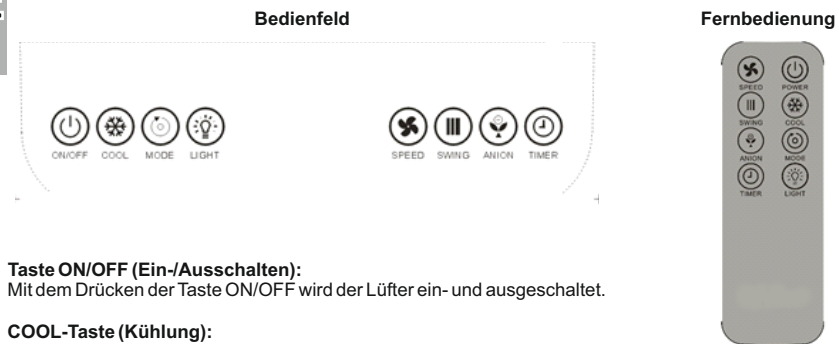 Bedienfeld
Fernbedienung
ON/OFF COOL MODE LIGHT SPEED SWING ANION TIMER
SPEED POWER
SWING COOL
ANION MODE
TIMER LIGHT
Taste ON/OFF (Ein-/Ausschalten):
Mit dem Drücken der Taste ON/OFF wird der Lüfter ein- und ausgeschaltet.
COOL-Taste (Kühlung):